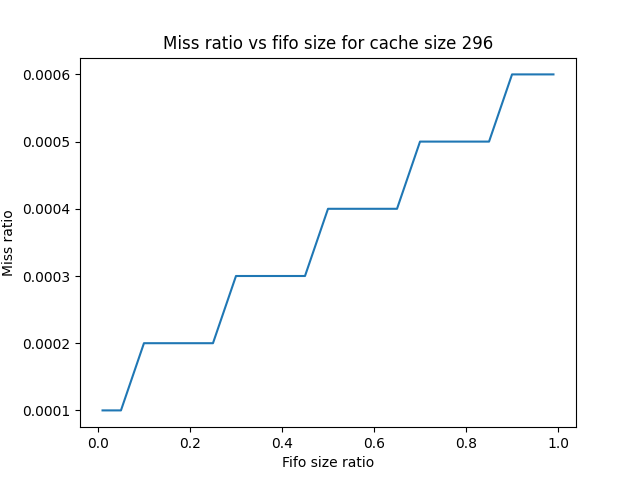 Miss ratio vs fifo size for cache size 296
0.0006
0.0005
0.0004
0.0003
0.0002
0.0001
Miss ratio
0.0 0.2 0.4 0.6 0.8 1.0
Fifo size ratio